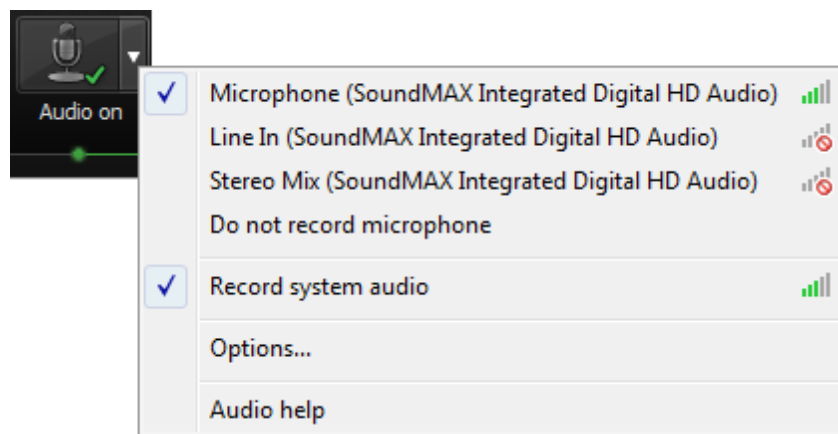 Audio on
Microphone (SoundMAX Integrated Digital HD Audio)
Line In (SoundMAX Integrated Digital HD Audio)
Stereo Mix (SoundMAX Integrated Digital HD Audio)
Do not record microphone
Record system audio
Options...
Audio help